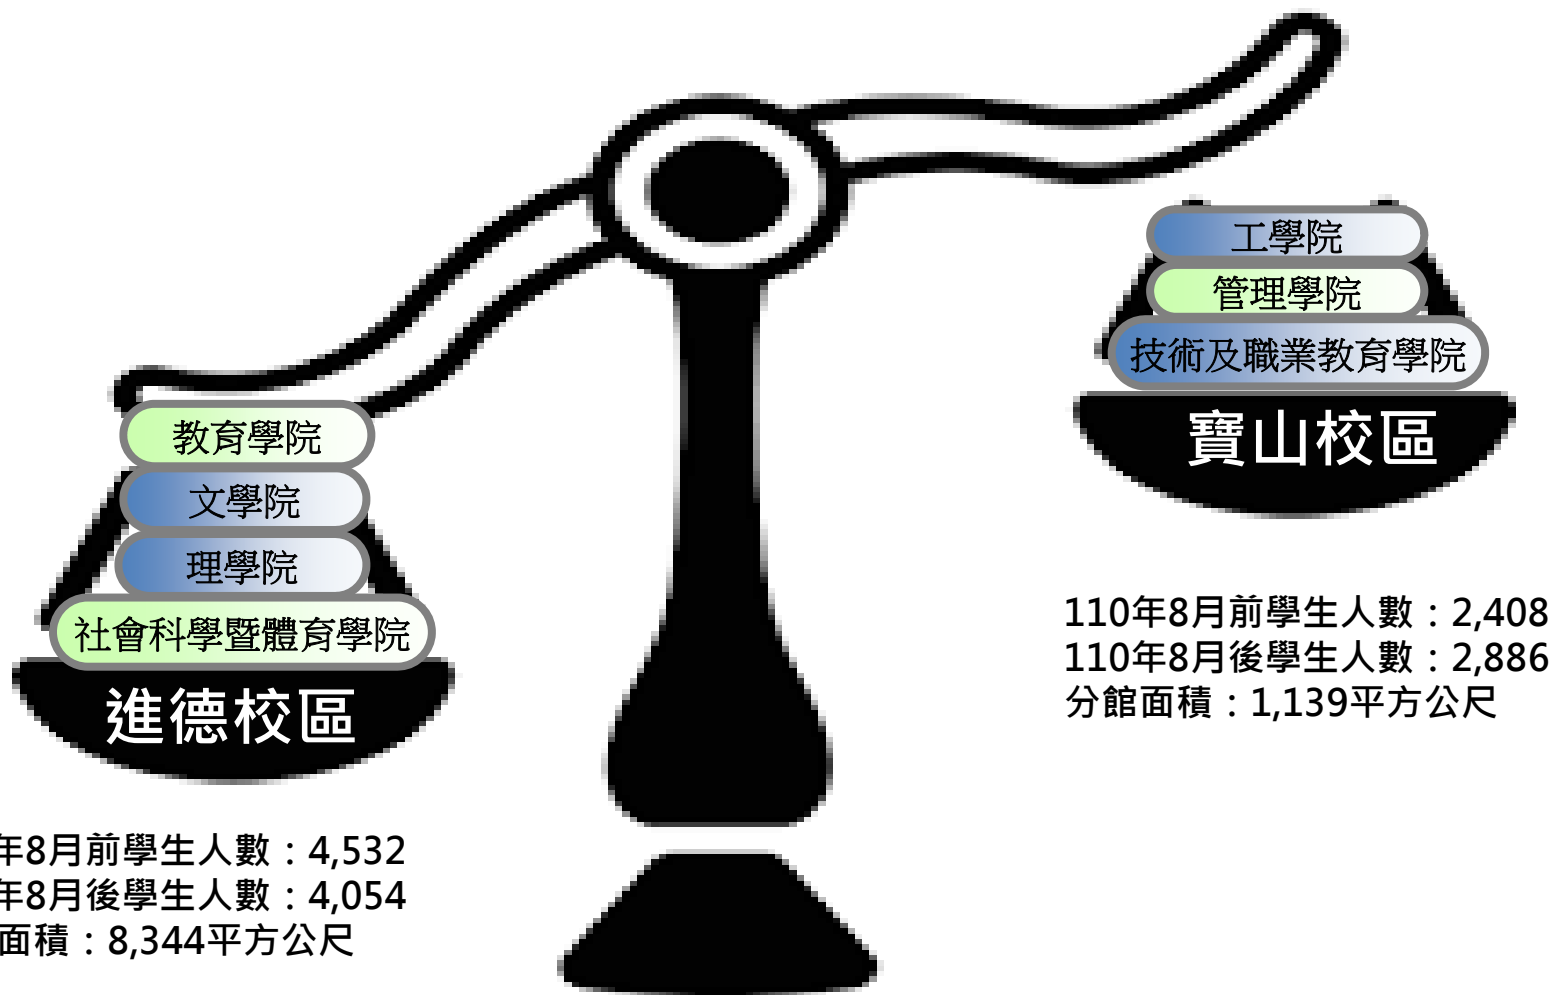 工學院
管理學院
技術及職業教育學院
寶山校區
110年8月前學生人數：2,408
110年8月後學生人數：2,886
分館面積：1,139平方公尺
教育學院
文學院
理學院
社會科學暨體育學院
進德校區
年8月前學生人數：4,532
年8月後學生人數：4,054
面積：8,344平方公尺